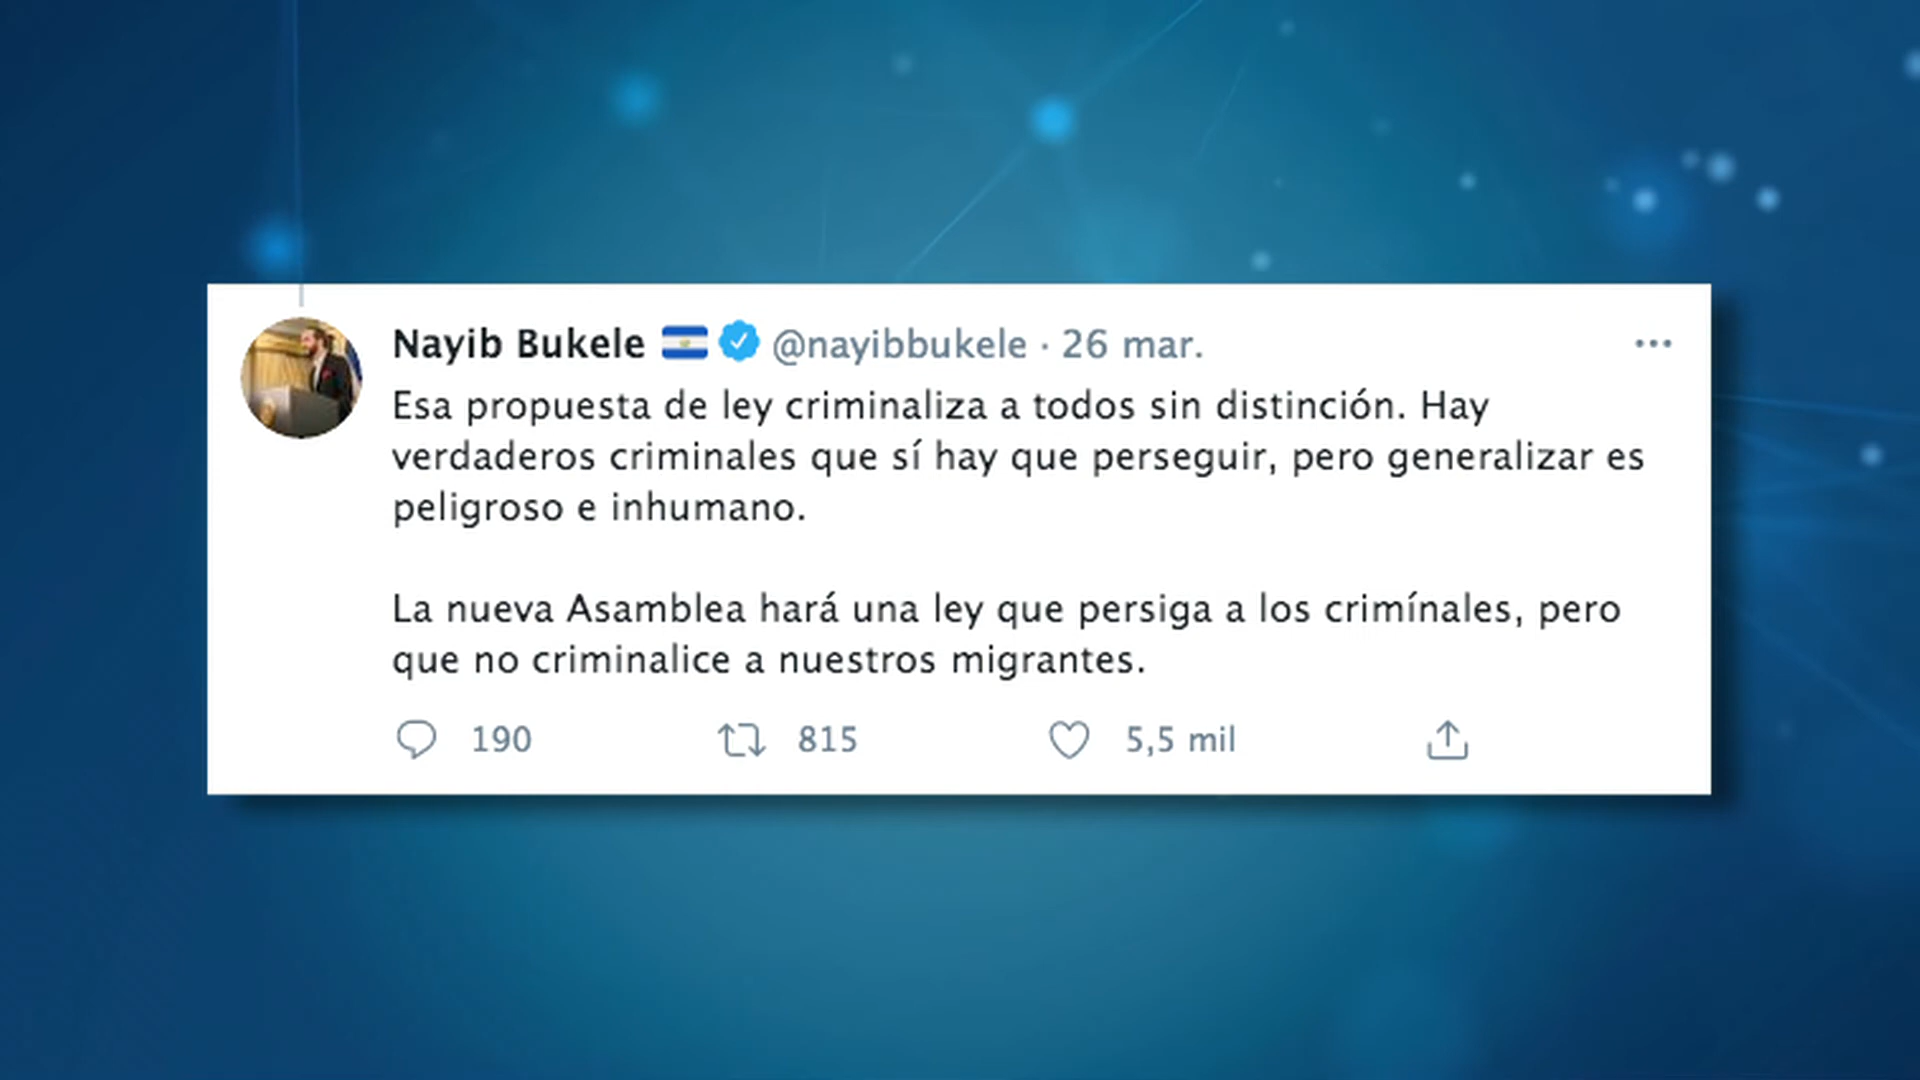 Nayib Bukele @nayibbukele · 26 mar.
Esa propuesta de ley criminaliza a todos sin distinción. Hay
verdaderos criminales que sí hay que perseguir, pero generalizar es
peligroso e inhumano.
La nueva Asamblea hará una ley que persiga a los crimínales, pero
que no criminalice a nuestros migrantes.
190 815 5,5 mil